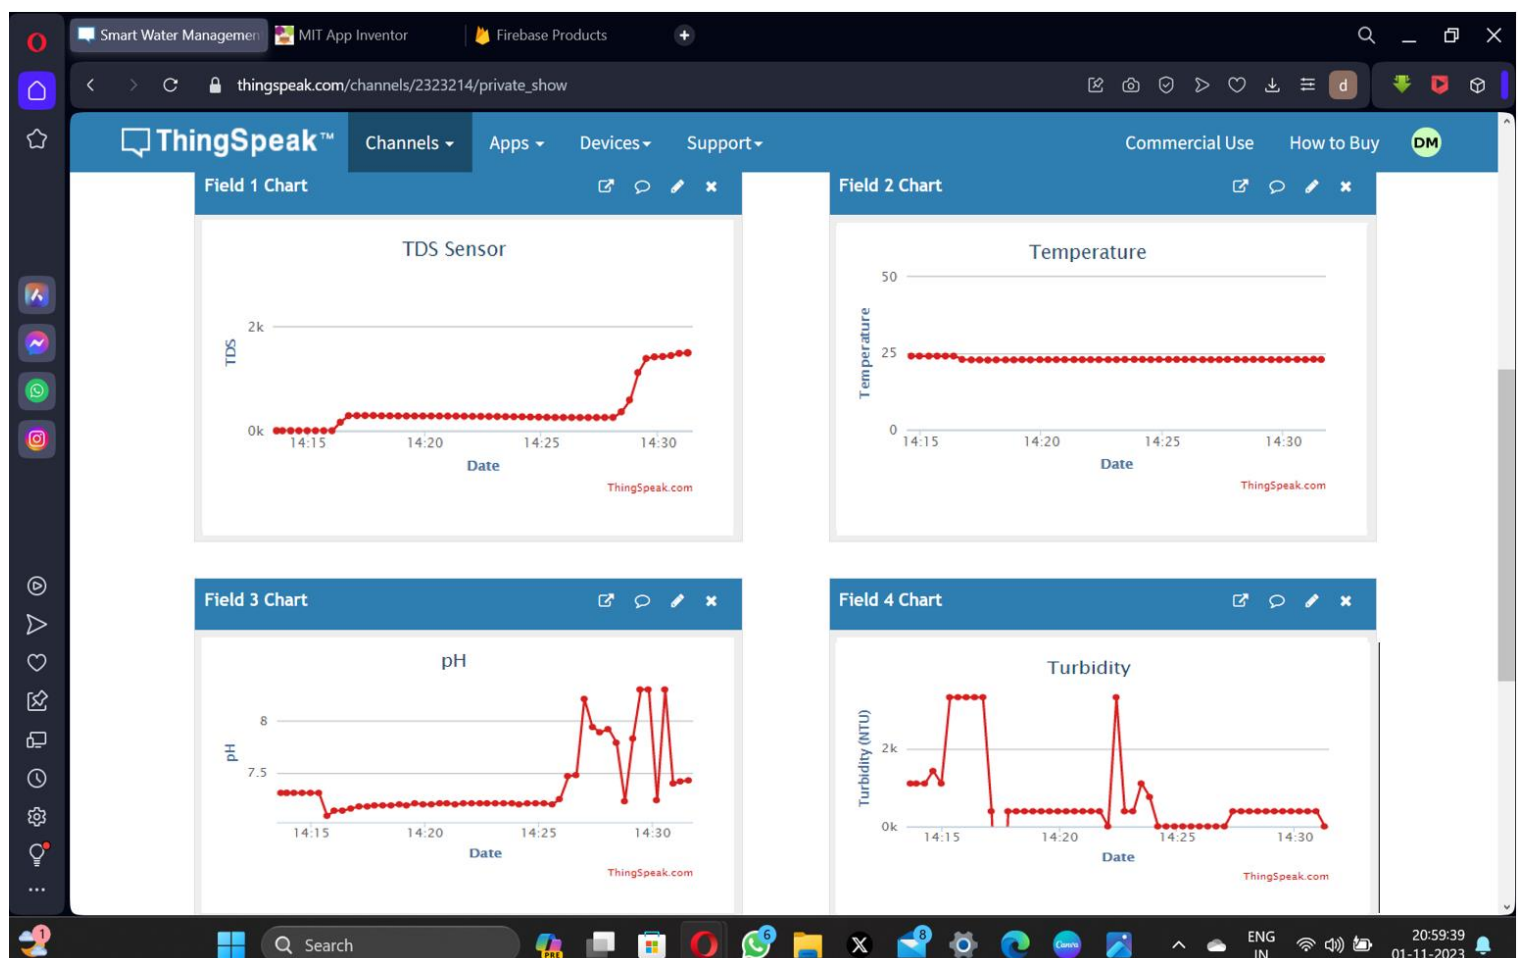 Smart Water Managemen
MIT App Inventor
Firebase Products
thingspeak.com/channels/2323214/private_show
ThingSpeak™
Channels
Apps
Devices
Support
Commercial Use
How to Buy
DM
d
Field 1 Chart
TDS Sensor
2k
0k
TDS
14:15 14:20 14:25 14:30
Date
ThingSpeak.com
Field 2 Chart
Temperature
50
25
0
Temperature
14:15 14:20 14:25 14:30
Date
ThingSpeak.com
Field 3 Chart
pH
8
7.5
pH
14:15 14:20 14:25 14:30
Date
ThingSpeak.com
Field 4 Chart
Turbidity
2k
0k
Turbidity (NTU)
14:15 14:20 14:25 14:30
Date
ThingSpeak.com
1
Search
PRE
6
X
8
Canva
ENG
IN
20:59:39
01-11-2023